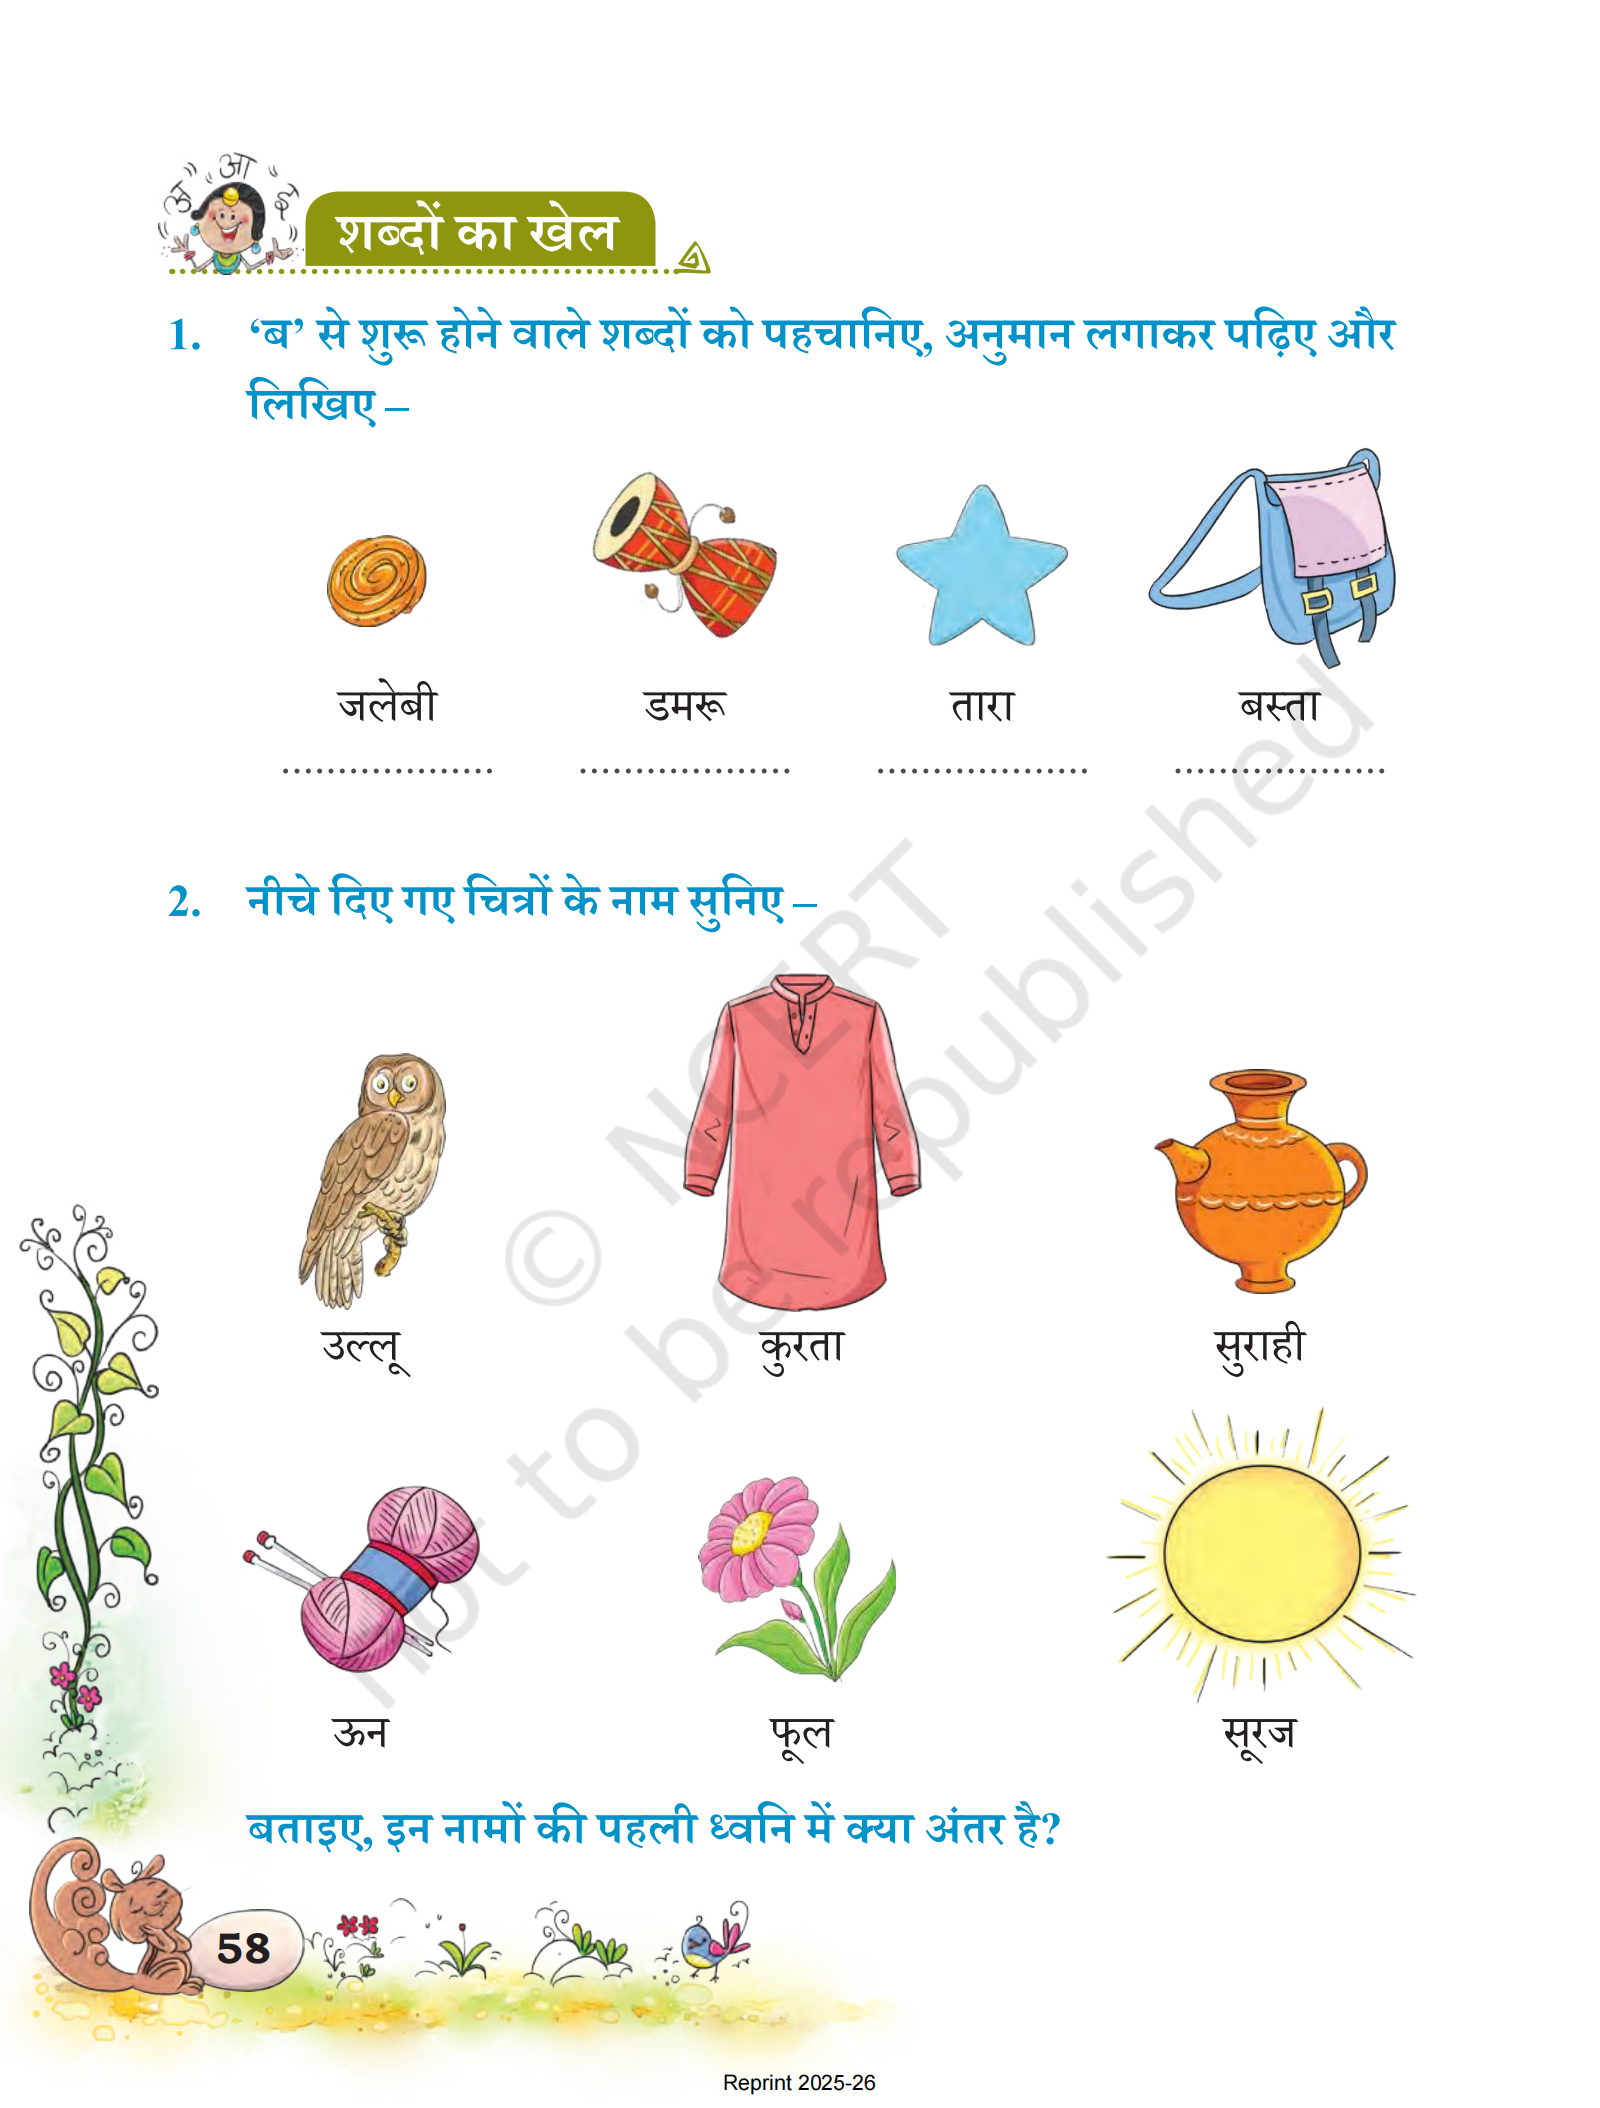 अ आ इ
शब्दों का खेल
1. ‘ब’ से शुरू होने वाले शब्दों को पहचानिए, अनुमान लगाकर पढ़िए और
लिखिए –
जलेबी डमरू तारा बस्ता
.................... .................... .................... ....................
2. नीचे दिए गए चित्रों के नाम सुनिए –
उल्लू कुरता सुराही
ऊन फूल सूरज
बताइए, इन नामों की पहली ध्वनि में क्या अंतर है?
58
© NCERT
not to be republished
Reprint 2025-26